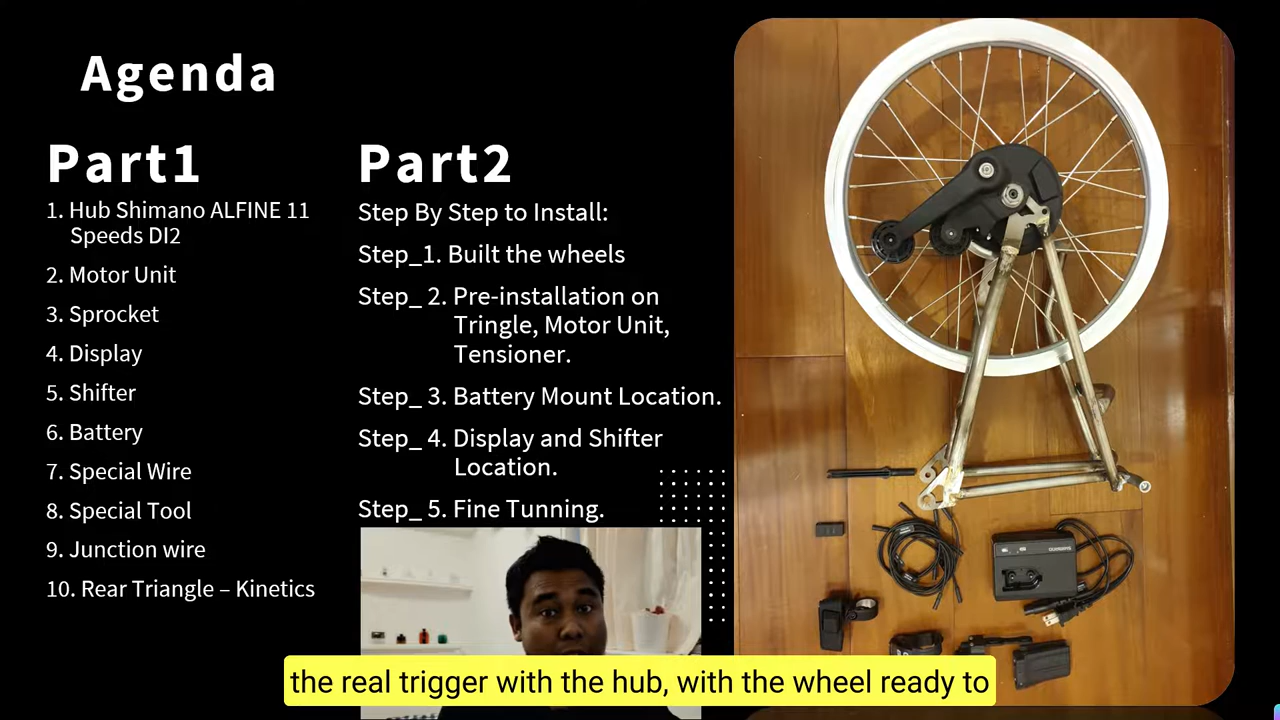 Agenda
Part1
1. Hub Shimano ALFINE 11
Speeds DI2
2. Motor Unit
3. Sprocket
4. Display
5. Shifter
6. Battery
7. Special Wire
8. Special Tool
9. Junction wire
10. Rear Triangle – Kinetics
Part2
Step By Step to Install:
Step_1. Built the wheels
Step_ 2. Pre-installation on
Tringle, Motor Unit,
Tensioner.
Step_ 3. Battery Mount Location.
Step_ 4. Display and Shifter
Location.
Step_ 5. Fine Tunning.
the real trigger with the hub, with the wheel ready to